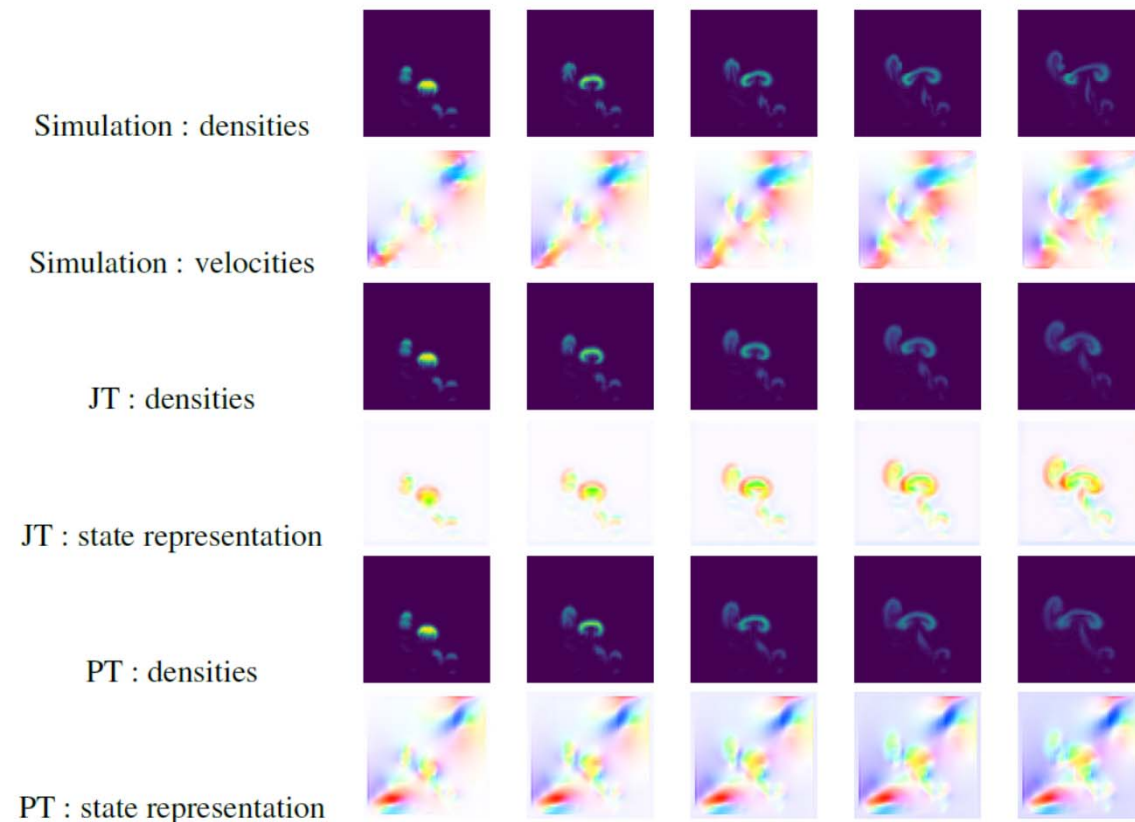 Simulation : densities
Simulation : velocities
JT : densities
JT : state representation
PT : densities
PT : state representation